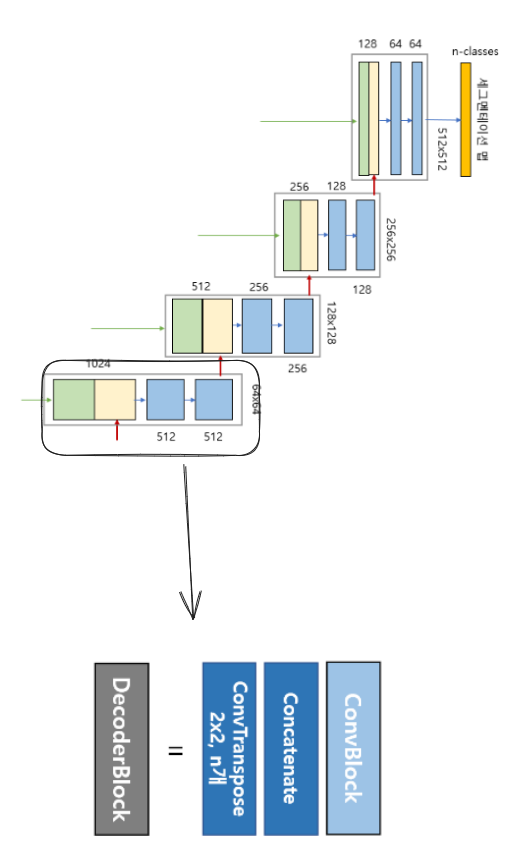 128 64 64
n-classes
세그멘테이션 맵
512x512
256 128
256x256
128
512 256
128x128
256
1024
64x64
512 512
DecoderBlock
=
ConvTranspose
2x2, n개
Concatenate
ConvBlock